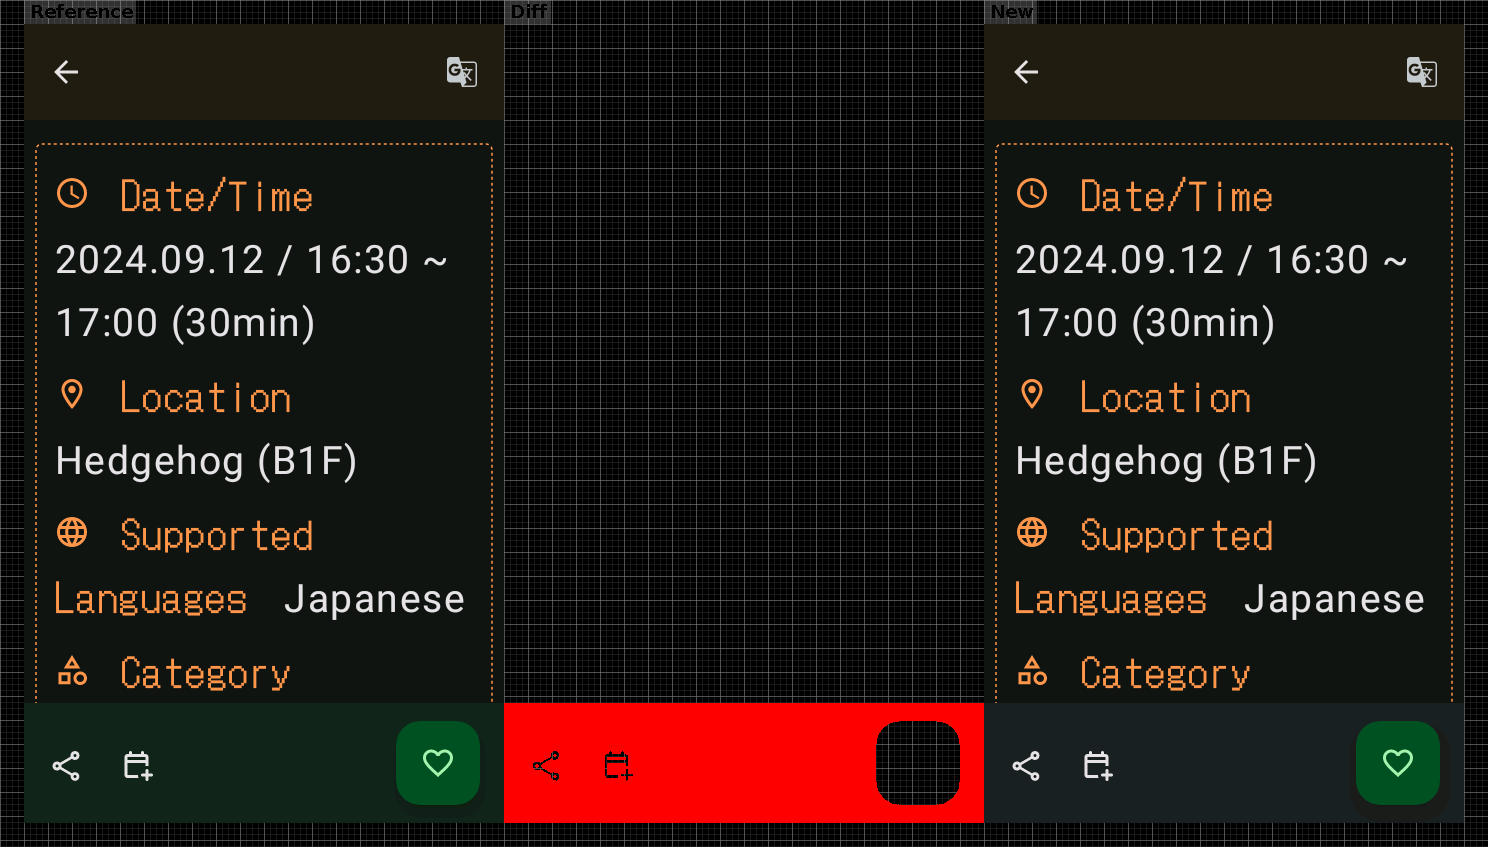 Reference
Diff
New
Date/Time
2024.09.12 / 16:30 ~
17:00 (30min)
Location
Hedgehog (B1F)
Supported
Languages Japanese
Category
Date/Time
2024.09.12 / 16:30 ~
17:00 (30min)
Location
Hedgehog (B1F)
Supported
Languages Japanese
Category